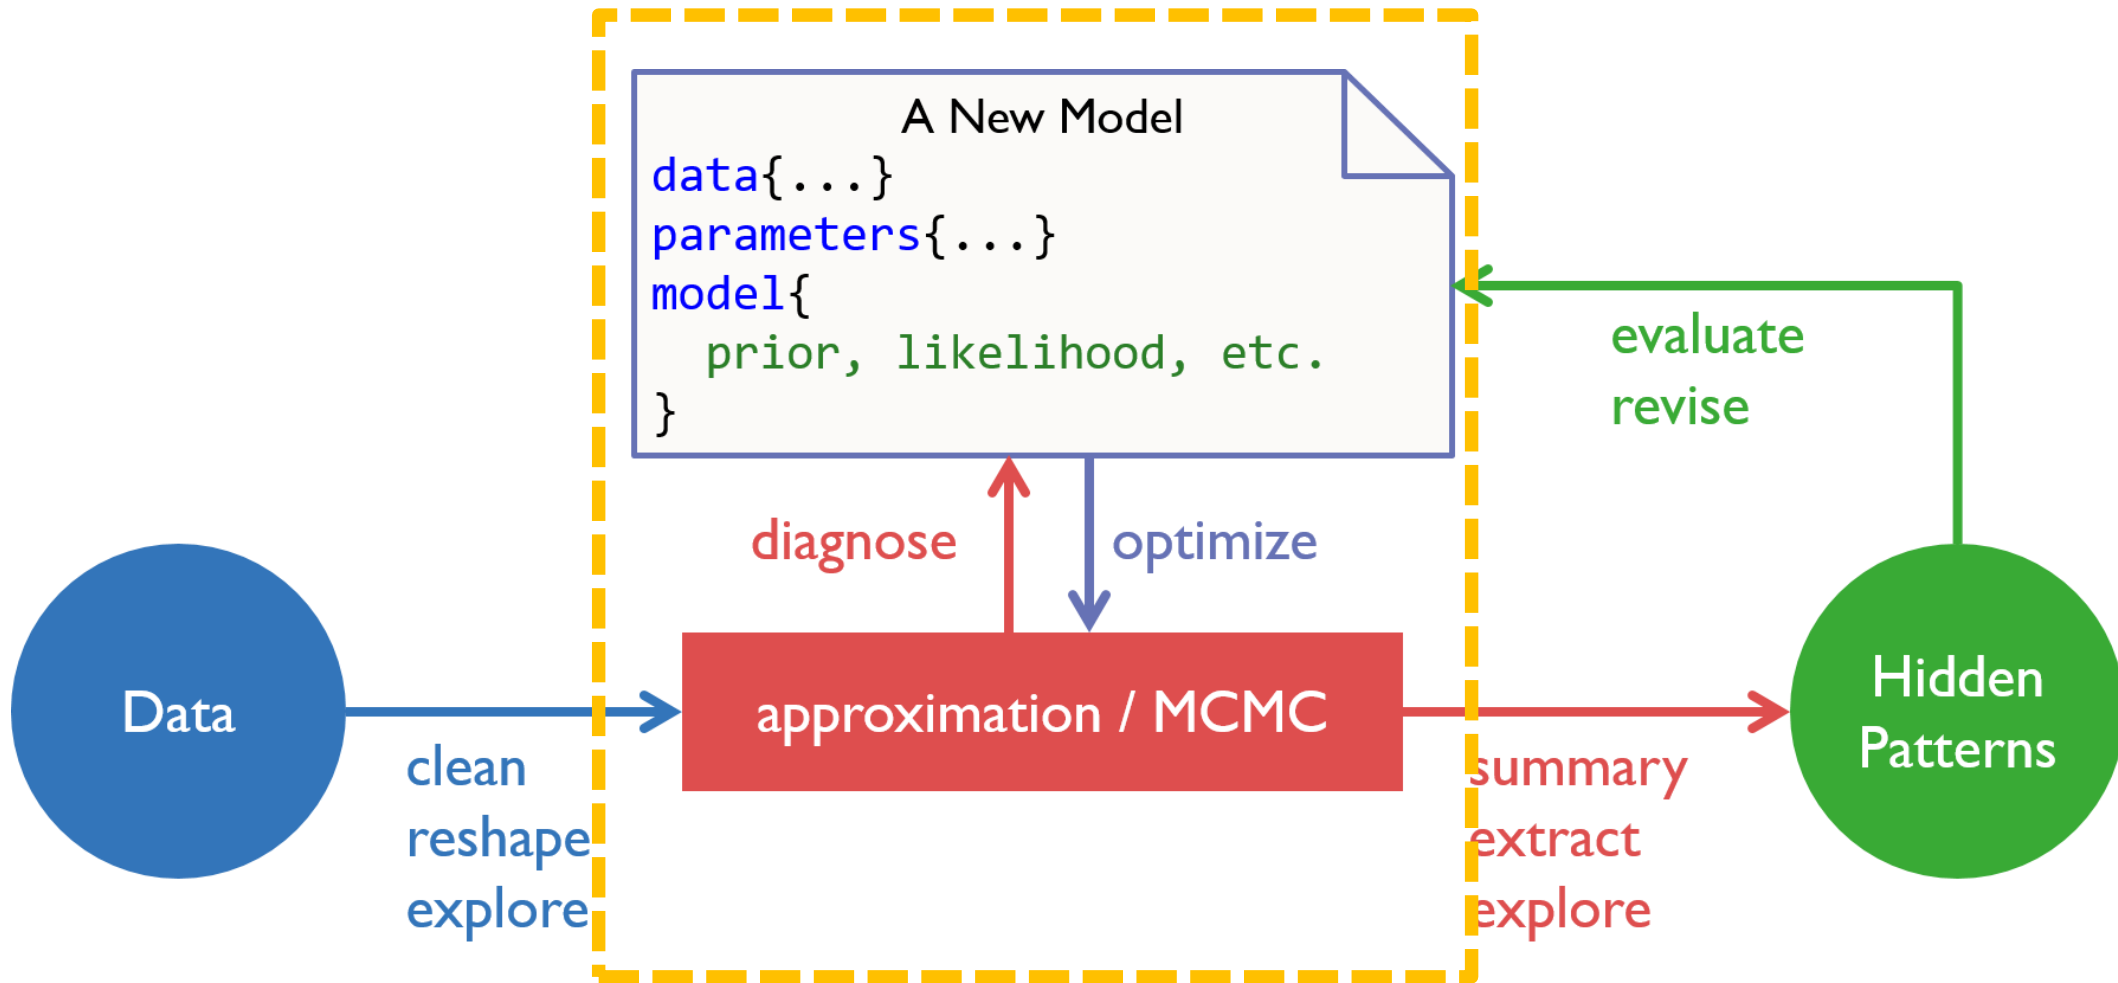 A New Model
data{...}
parameters{...}
model{
  prior, likelihood, etc.
}
evaluate
revise
diagnose
optimize
Data
clean
reshape
explore
approximation / MCMC
summary
extract
explore
Hidden
Patterns